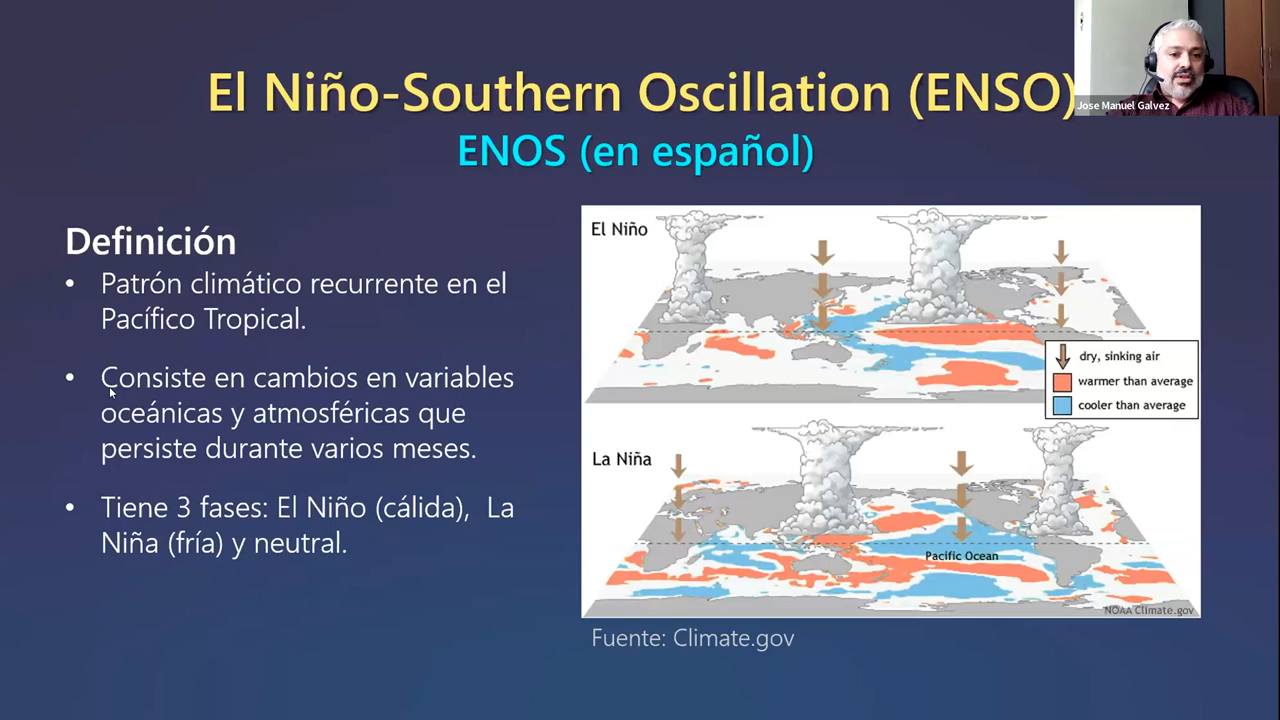 El Niño-Southern Oscillation (ENSO)
Jose Manuel Galvez
ENOS (en español)
Definición
• Patrón climático recurrente en el
Pacífico Tropical.
• Consiste en cambios en variables
oceánicas y atmosféricas que
persiste durante varios meses.
• Tiene 3 fases: El Niño (cálida), La
Niña (fría) y neutral.
El Niño
dry, sinking air
warmer than average
cooler than average
La Niña
Pacific Ocean
NOAA Climate.gov
Fuente: Climate.gov